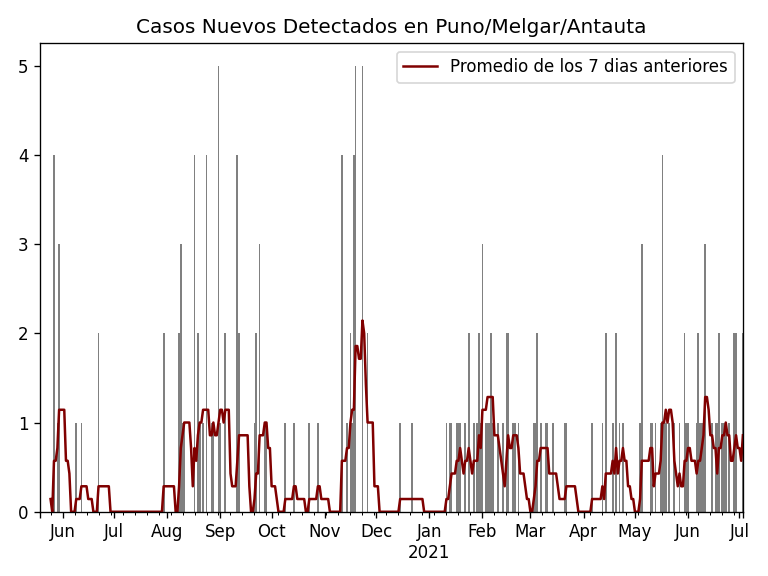 Casos Nuevos Detectados en Puno/Melgar/Antauta
Promedio de los 7 dias anteriores
5
4
3
2
1
0
Jun Jul Aug Sep Oct Nov Dec Jan Feb Mar Apr May Jun Jul
2021